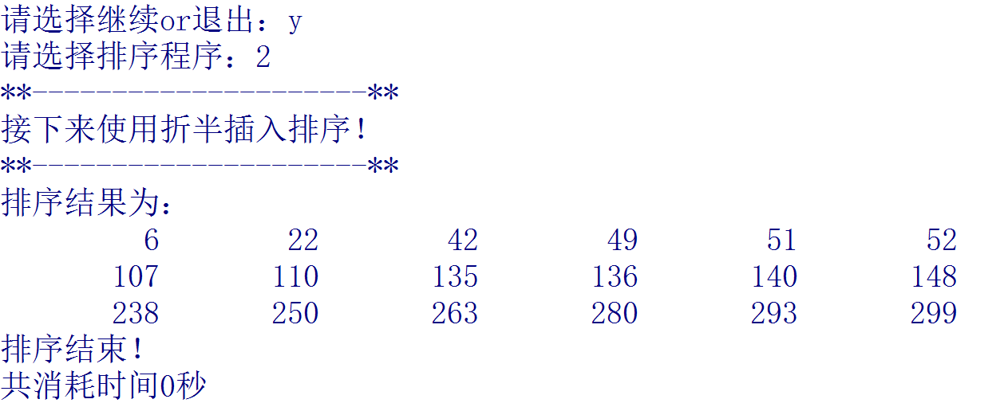 请选择继续or退出：y
请选择排序程序：2
**---------------------**
接下来使用折半插入排序！
**---------------------**
排序结果为：
6 22 42 49 51 52
107 110 135 136 140 148
238 250 263 280 293 299
排序结束！
共消耗时间0秒